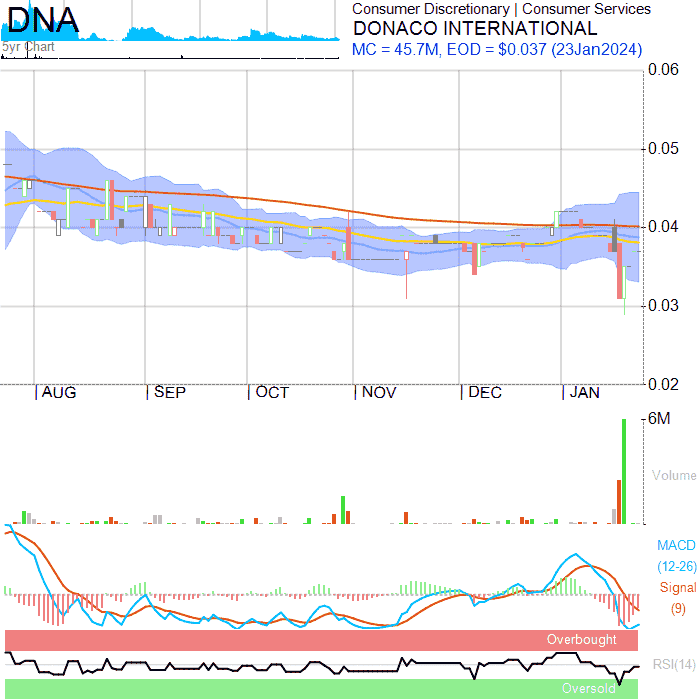 DNA
5yr Chart
Consumer Discretionary | Consumer Services
DONACO INTERNATIONAL
MC = 45.7M, EOD = $0.037 (23Jan2024)
0.06
0.05
0.04
0.03
0.02
| AUG | SEP | OCT | NOV | DEC | JAN
6M
Volume
MACD
(12-26)
Signal
(9)
Overbought
RSI(14)
Oversold